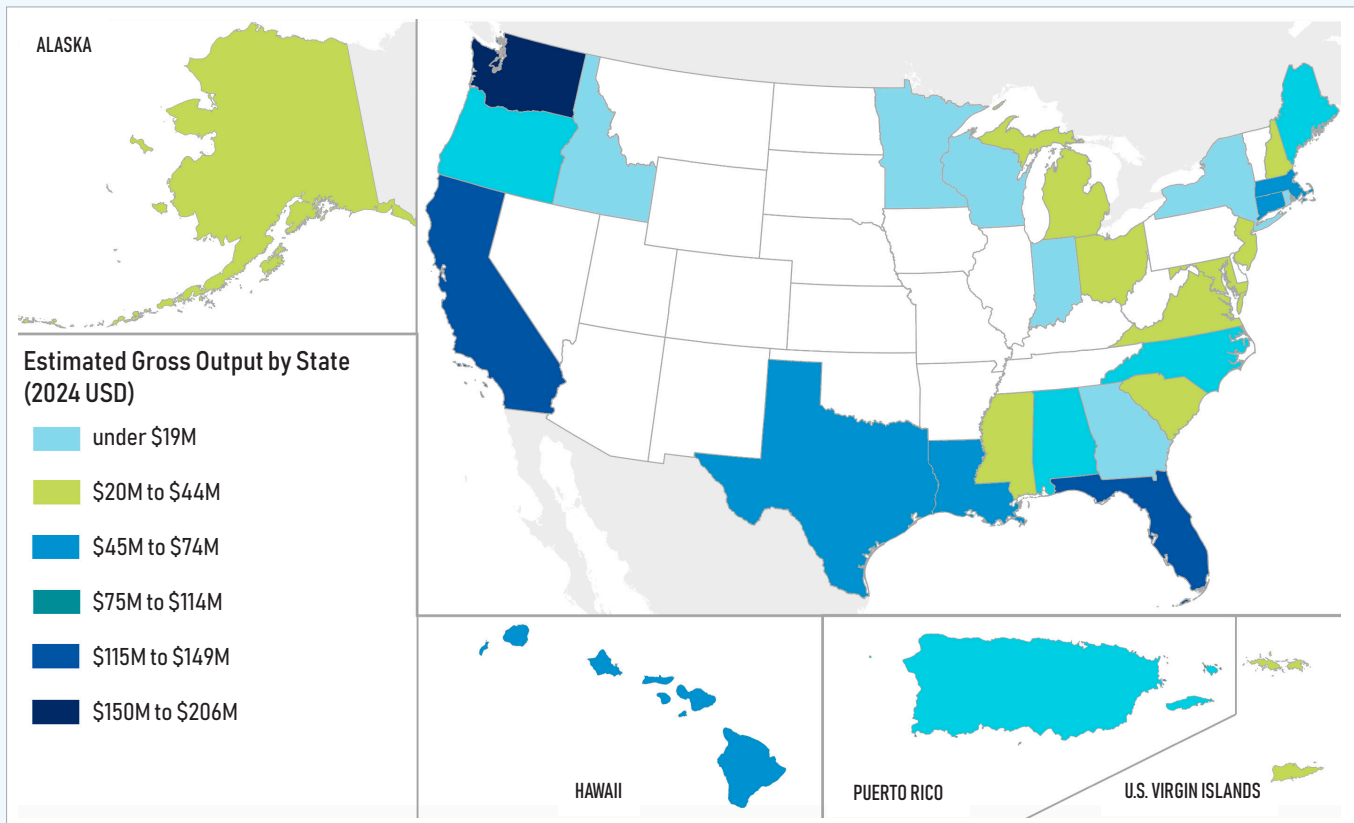 ALASKA
Estimated Gross Output by State
(2024 USD)
under $19M
$20M to $44M
$45M to $74M
$75M to $114M
$115M to $149M
$150M to $206M
HAWAII
PUERTO RICO
U.S. VIRGIN ISLANDS